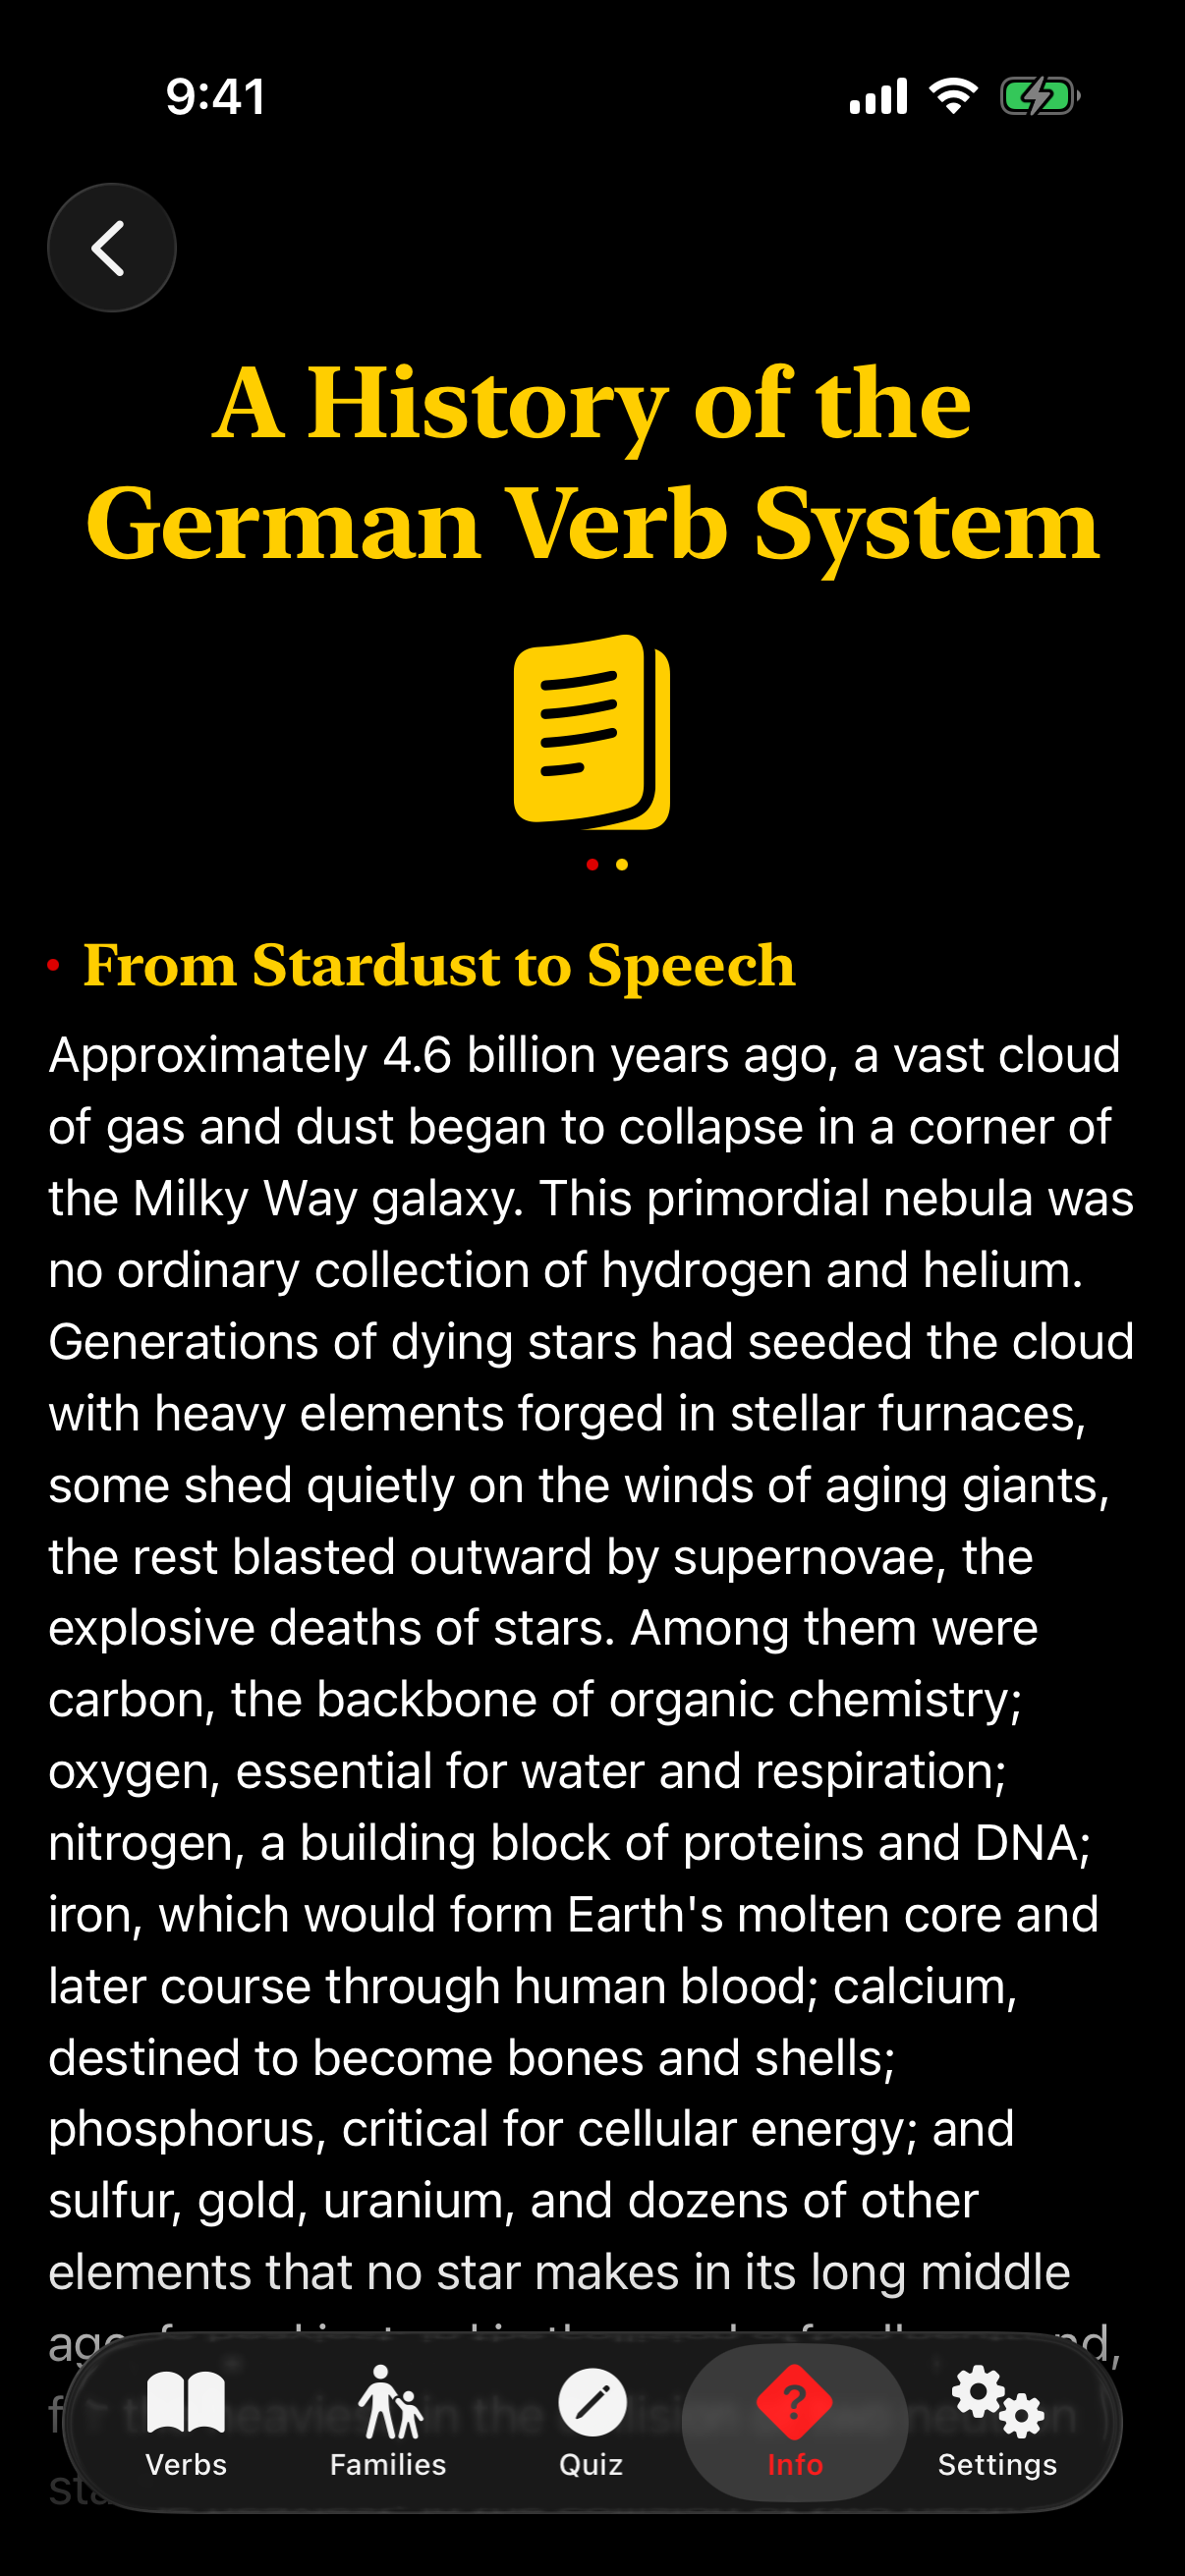 9:41
A History of the
German Verb System
From Stardust to Speech
Approximately 4.6 billion years ago, a vast cloud
of gas and dust began to collapse in a corner of
the Milky Way galaxy. This primordial nebula was
no ordinary collection of hydrogen and helium.
Generations of dying stars had seeded the cloud
with heavy elements forged in stellar furnaces,
some shed quietly on the winds of aging giants,
the rest blasted outward by supernovae, the
explosive deaths of stars. Among them were
carbon, the backbone of organic chemistry;
oxygen, essential for water and respiration;
nitrogen, a building block of proteins and DNA;
iron, which would form Earth's molten core and
later course through human blood; calcium,
destined to become bones and shells;
phosphorus, critical for cellular energy; and
sulfur, gold, uranium, and dozens of other
elements that no star makes in its long middle
Verbs
Families
Quiz
Info
Settings